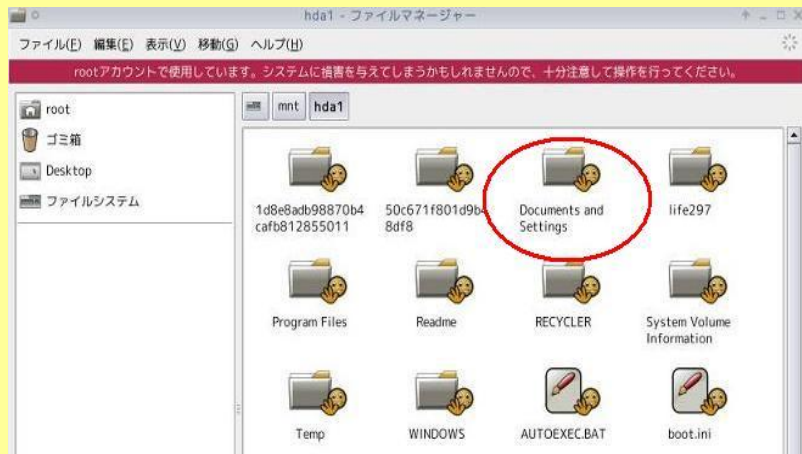 hda1 - ファイルマネージャー
ファイル(F) 編集(E) 表示(V) 移動(G) ヘルプ(H)
rootアカウントで使用しています。システムに損害を与えてしまうかもしれませんので、十分注意して操作を行ってください。
root
ゴミ箱
Desktop
ファイルシステム
mnt hda1
1d8e8adb98870b4
cafb812855011
50c671f801d9b4
8df8
Documents and
Settings
life297
Program Files
Readme
RECYCLER
System Volume
Information
Temp
WINDOWS
AUTOEXEC.BAT
boot.ini